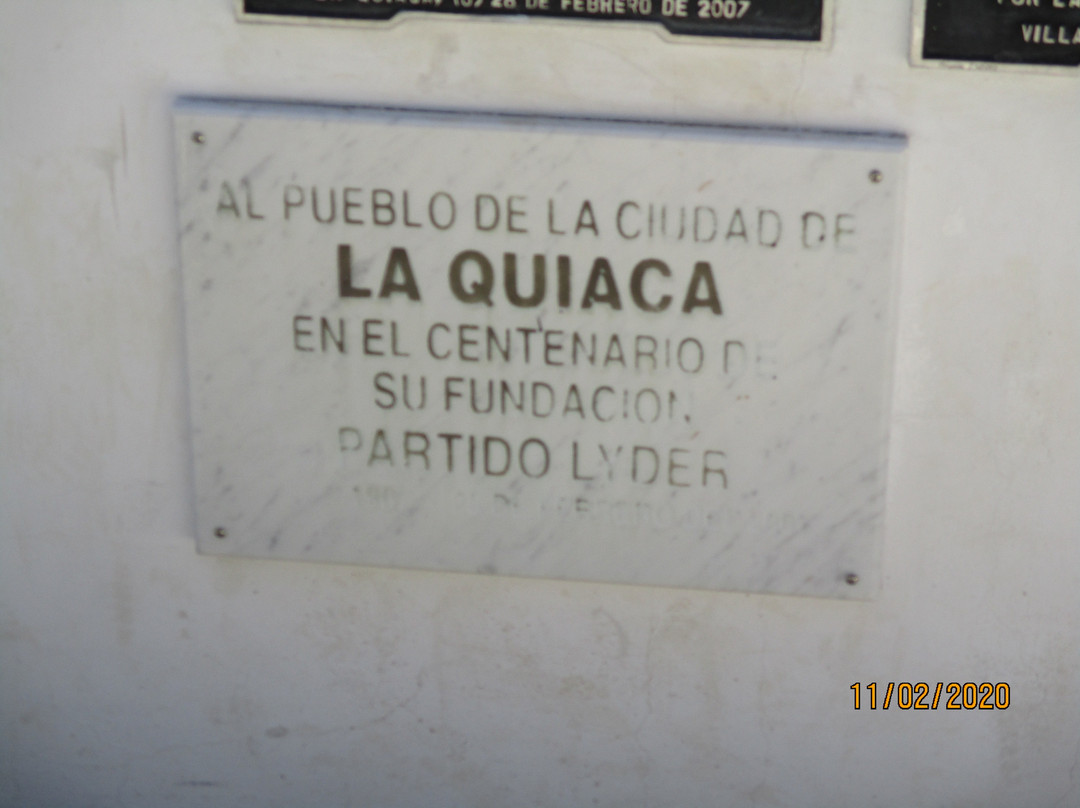 28 DE FEBRERO DE 2007
VILLA
AL PUEBLO DE LA CIUDAD DE
LA QUIACA
EN EL CENTENARIO DE
SU FUNDACION
PARTIDO LYDER
11/02/2020